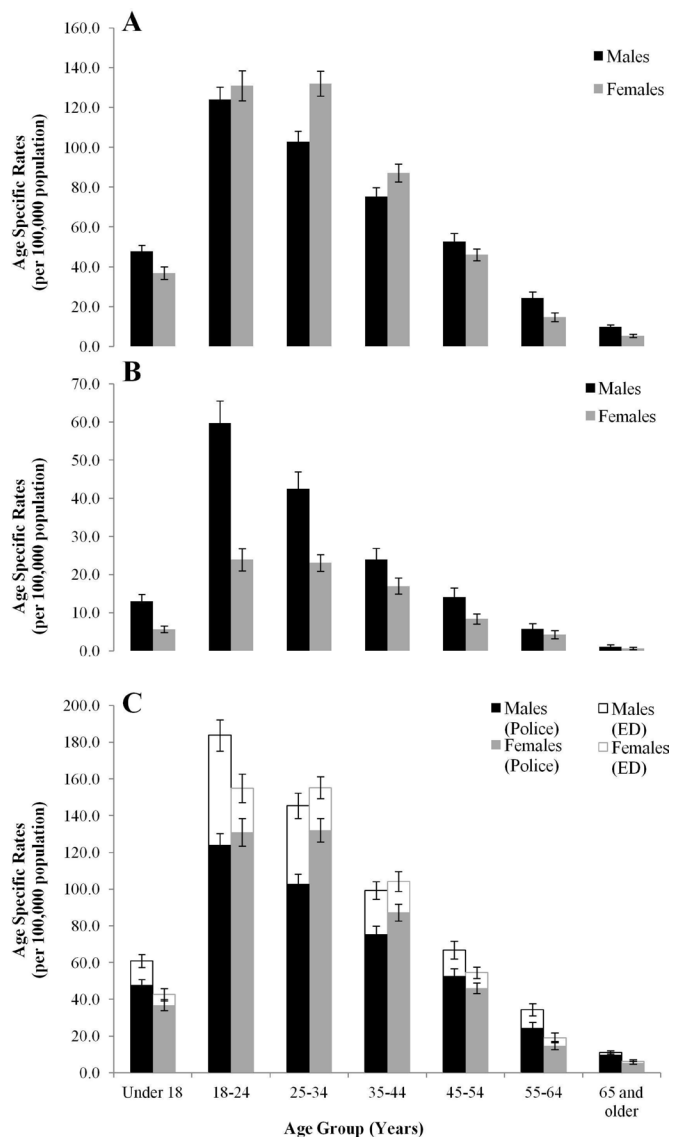 A
160.0
140.0
120.0
100.0
80.0
60.0
40.0
20.0
0.0
Age Specific Rates
(per 100,000 population)
Males
Females
B
70.0
60.0
50.0
40.0
30.0
20.0
10.0
0.0
Age Specific Rates
(per 100,000 population)
Males
Females
C
200.0
180.0
160.0
140.0
120.0
100.0
80.0
60.0
40.0
20.0
0.0
Age Specific Rates
(per 100,000 population)
Males
(Police)
Females
(Police)
Males
(ED)
Females
(ED)
Under 18 18-24 25-34 35-44 45-54 55-64 65 and
older
Age Group (Years)